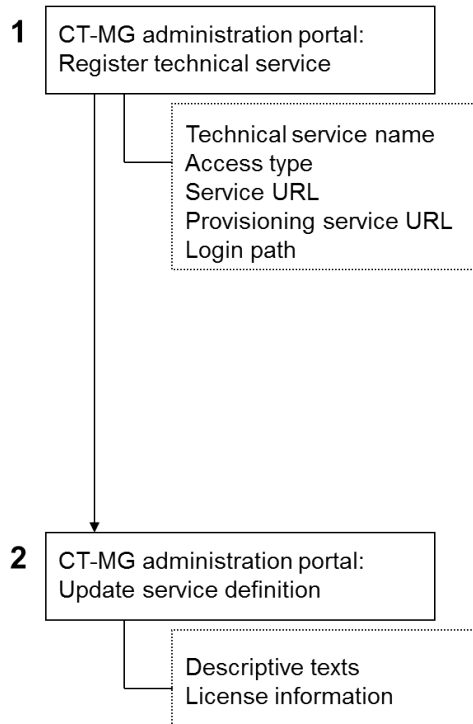 1
CT-MG administration portal:
Register technical service
Technical service name
Access type
Service URL
Provisioning service URL
Login path
2
CT-MG administration portal:
Update service definition
Descriptive texts
License information